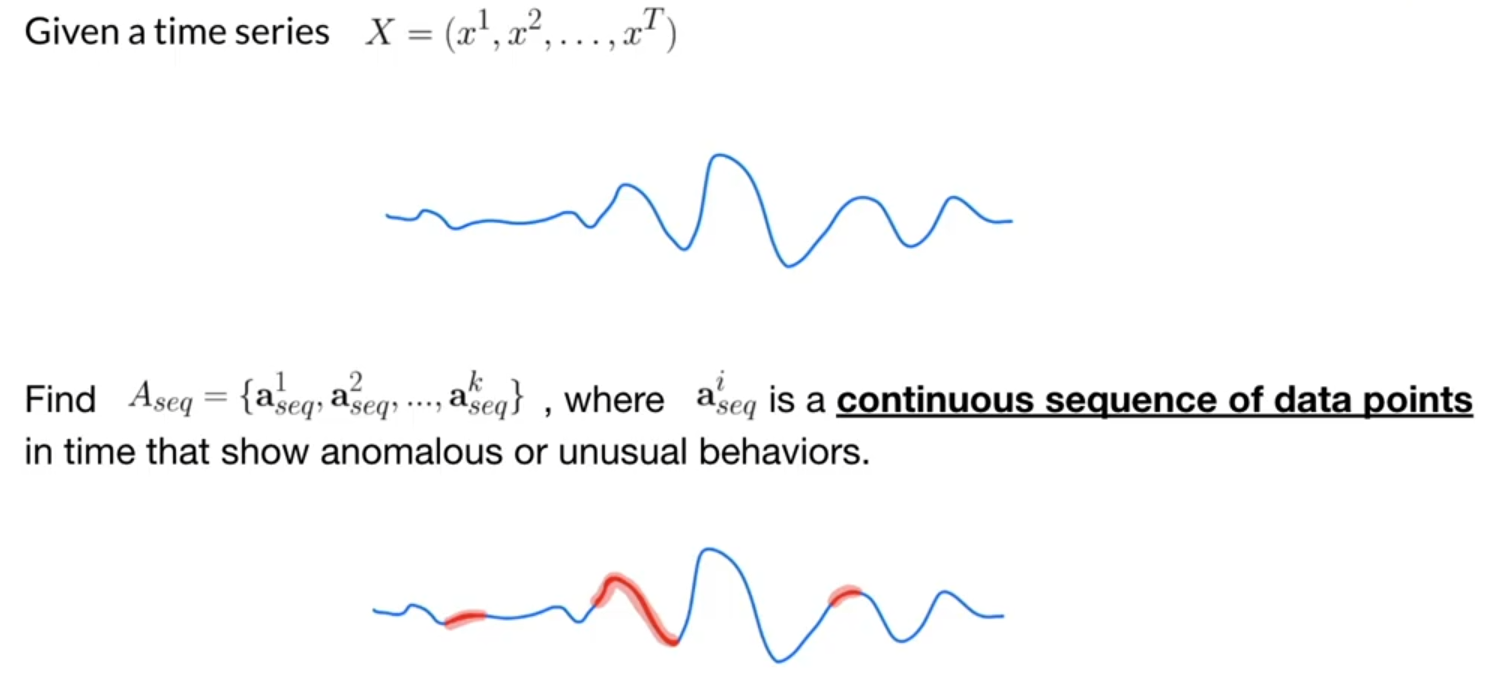 Given a time series X = (x^1, x^2, . . . , x^T)
Find A_seq = {a^1_seq, a^2_seq, ..., a^k_seq} , where a^i_seq is a continuous sequence of data points
in time that show anomalous or unusual behaviors.